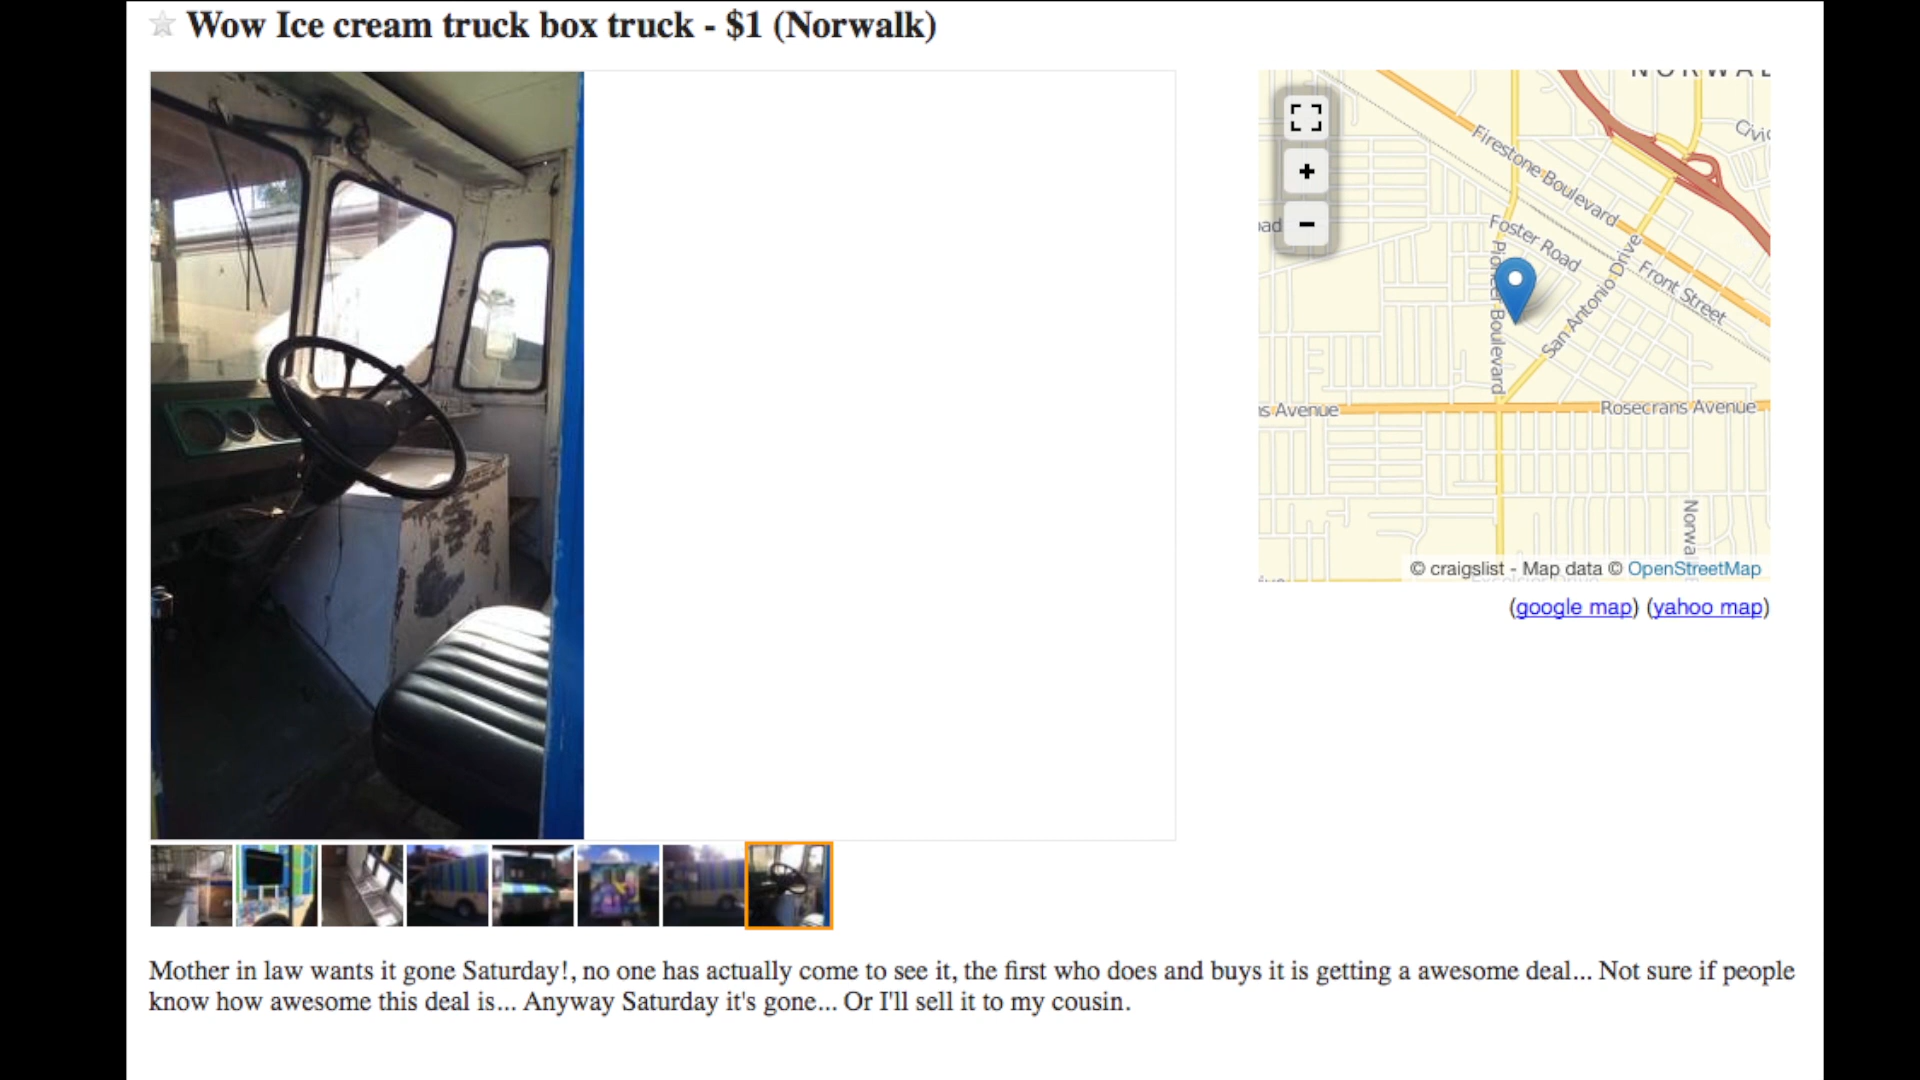 Wow Ice cream truck box truck - $1 (Norwalk)
Civic
Firestone Boulevard
Foster Road
Pioneer Boulevard
San Antonio Drive
Front Street
+
-
s Avenue
Rosecrans Avenue
Norwa
© craigslist - Map data © OpenStreetMap
(google map) (yahoo map)
Mother in law wants it gone Saturday!, no one has actually come to see it, the first who does and buys it is getting a awesome deal... Not sure if people
know how awesome this deal is... Anyway Saturday it's gone... Or I'll sell it to my cousin.